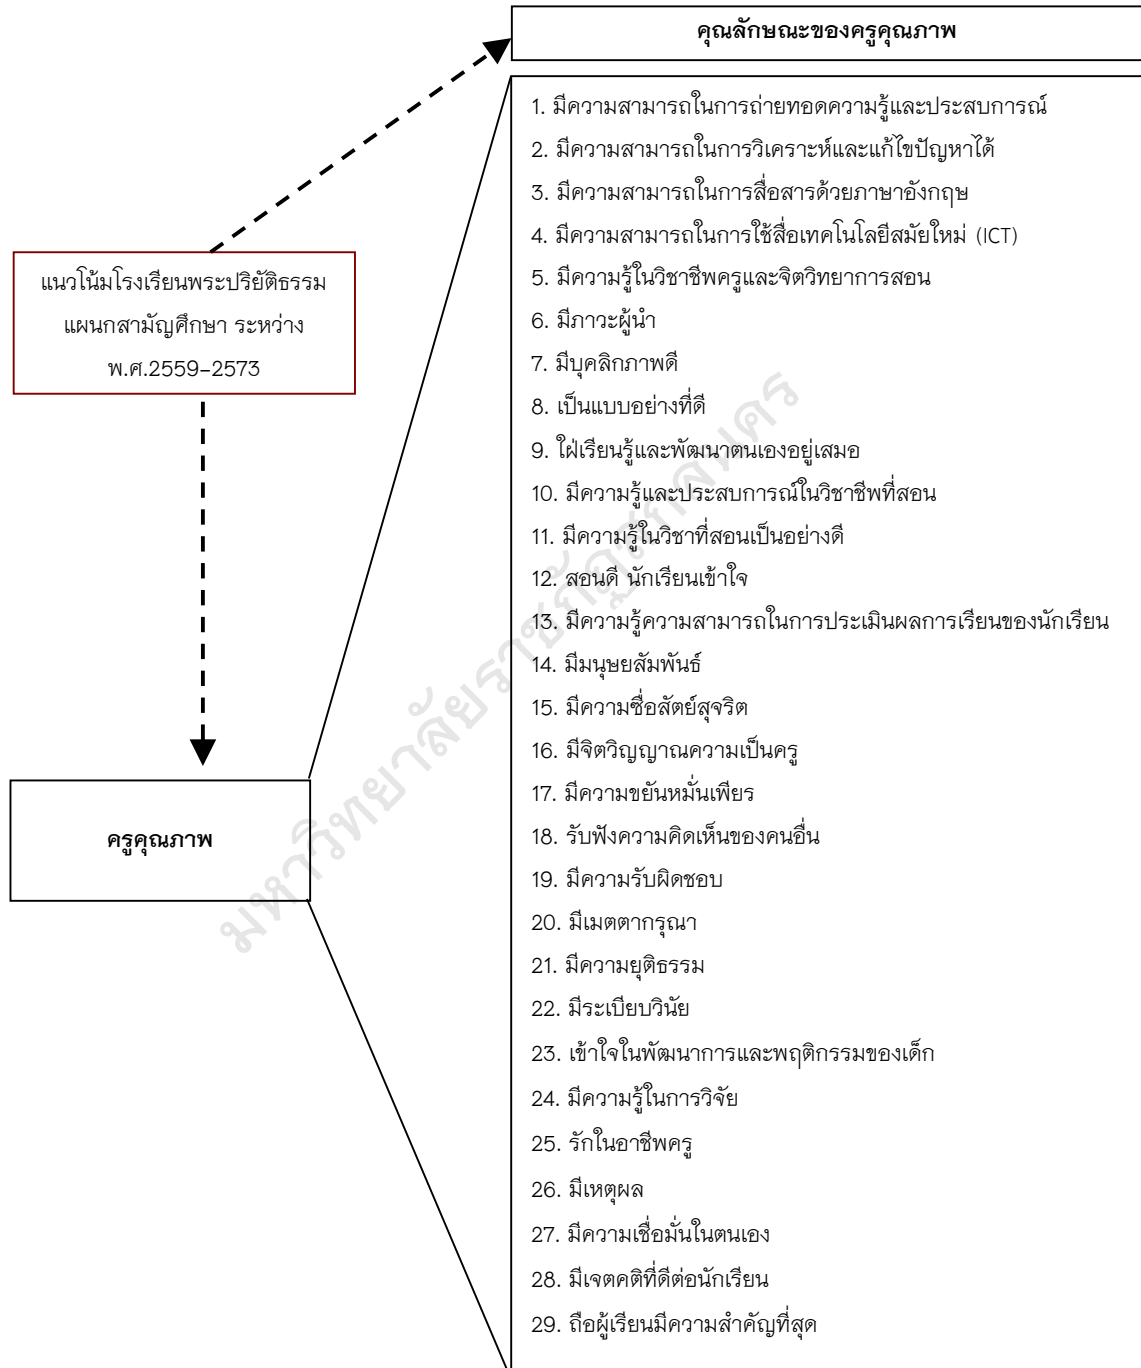 คุณลักษณะของครูคุณภาพ
แนวโน้มโรงเรียนพระปริยัติธรรม
แผนกสามัญศึกษา ระหว่าง
พ.ศ.2559-2573
ครูคุณภาพ
1. มีความสามารถในการถ่ายทอดความรู้และประสบการณ์
2. มีความสามารถในการวิเคราะห์และแก้ไขปัญหาได้
3. มีความสามารถในการสื่อสารด้วยภาษาอังกฤษ
4. มีความสามารถในการใช้สื่อเทคโนโลยีสมัยใหม่ (ICT)
5. มีความรู้ในวิชาชีพครูและจิตวิทยาการสอน
6. มีภาวะผู้นำ
7. มีบุคลิกภาพดี
8. เป็นแบบอย่างที่ดี
9. ใฝ่เรียนรู้และพัฒนาตนเองอยู่เสมอ
10. มีความรู้และประสบการณ์ในวิชาชีพที่สอน
11. มีความรู้ในวิชาที่สอนเป็นอย่างดี
12. สอนดี นักเรียนเข้าใจ
13. มีความรู้ความสามารถในการประเมินผลการเรียนของนักเรียน
14. มีมนุษยสัมพันธ์
15. มีความซื่อสัตย์สุจริต
16. มีจิตวิญญาณความเป็นครู
17. มีความขยันหมั่นเพียร
18. รับฟังความคิดเห็นของคนอื่น
19. มีความรับผิดชอบ
20. มีเมตตากรุณา
21. มีความยุติธรรม
22. มีระเบียบวินัย
23. เข้าใจในพัฒนาการและพฤติกรรมของเด็ก
24. มีความรู้ในการวิจัย
25. รักในอาชีพครู
26. มีเหตุผล
27. มีความเชื่อมั่นในตนเอง
28. มีเจตคติที่ดีต่อนักเรียน
29. ถือผู้เรียนมีความสำคัญที่สุด
มหาวิทยาลัยราชภัฏสกลนคร